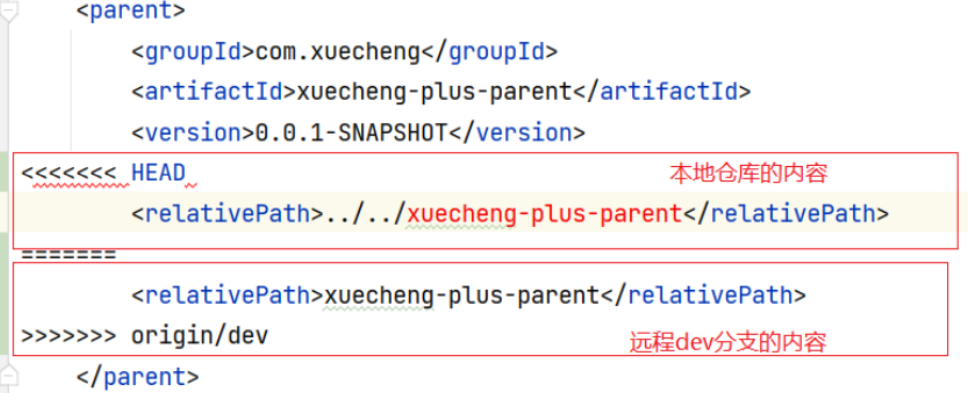 <parent>
<groupId>com.xuecheng</groupId>
<artifactId>xuecheng-plus-parent</artifactId>
<version>0.0.1-SNAPSHOT</version>
<<<<<<< HEAD 本地仓库的内容
<relativePath>../../xuecheng-plus-parent</relativePath>
=======
<relativePath>xuecheng-plus-parent</relativePath>
>>>>>>> origin/dev 远程dev分支的内容
</parent>